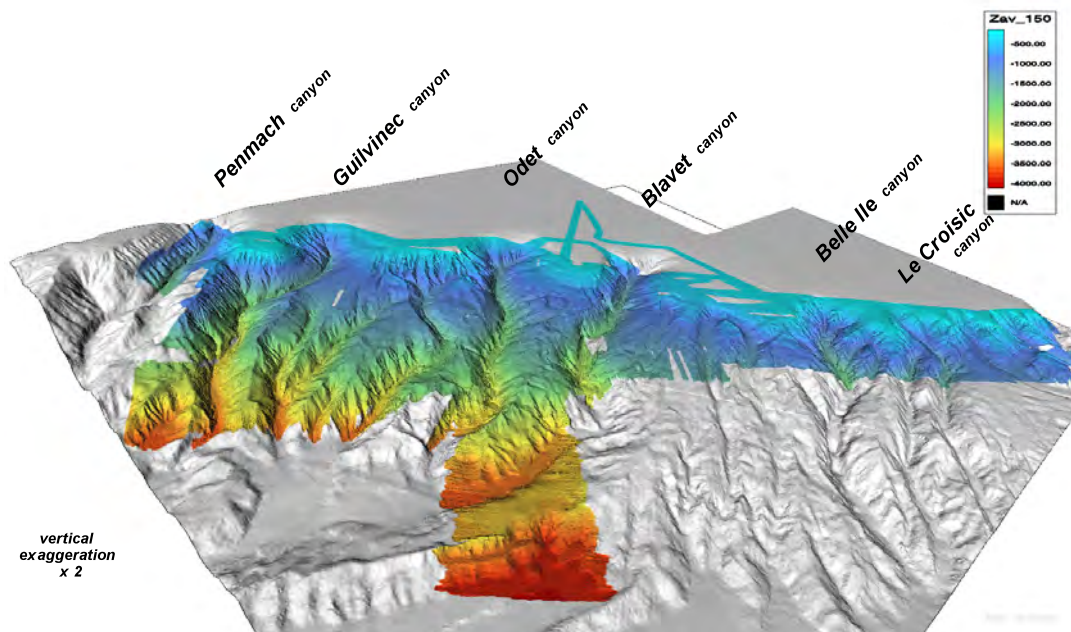 Zav_150
-500.00
-1000.00
-1500.00
-2000.00
-2500.00
-3000.00
-3500.00
-4000.00
N/A
Penmach canyon
Guilvinec canyon
Odet canyon
Blavet canyon
Belle Ile canyon
Le Croisic
canyon
vertical
exaggeration
x 2